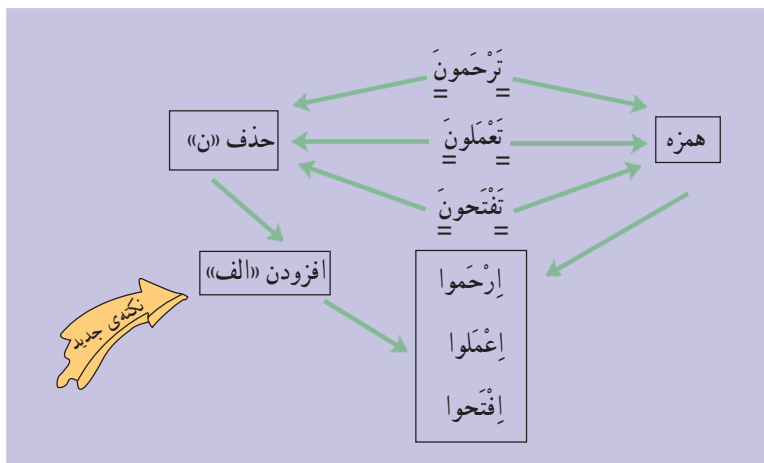 تَرْحَمونَ
همزه
تَعْمَلونَ
حذف «ن»
تَفْتَحونَ
افزودن «الف»
اِرْحَموا
اِعْمَلوا
اِفْتَحوا
نکته‌ی جدید